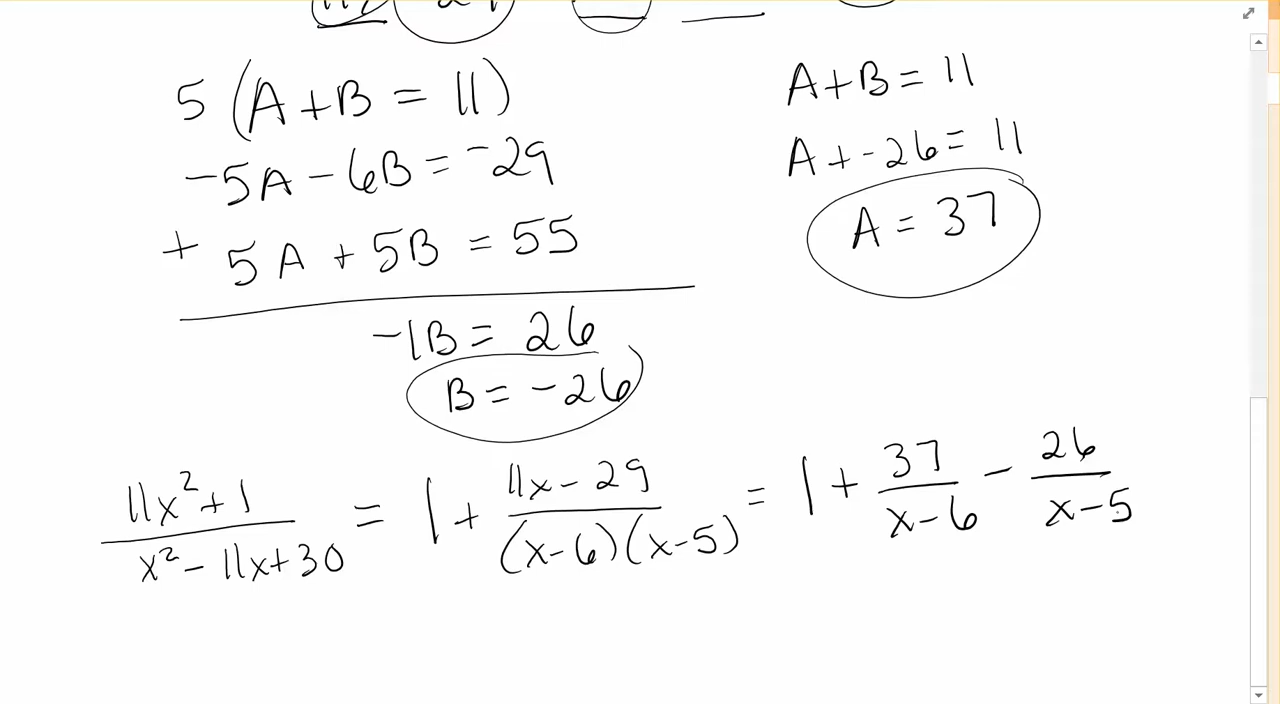 5 (A + B = 11)
-5A - 6B = -29
+ 5A + 5B = 55
-1B = 26
B = -26
A + B = 11
A + -26 = 11
A = 37
11x² + 1 / x² - 11x + 30 = 1 + 11x - 29 / (x - 6)(x - 5) = 1 + 37 / x - 6 - 26 / x - 5